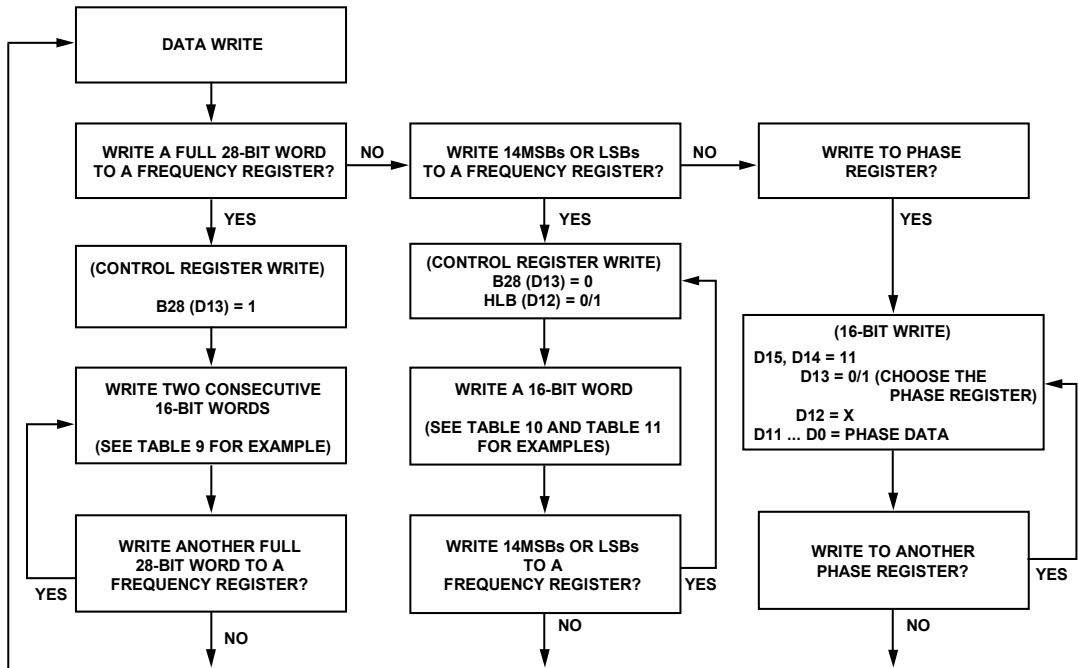 DATA WRITE
WRITE A FULL 28-BIT WORD
TO A FREQUENCY REGISTER?
NO
WRITE 14MSBs OR LSBs
TO A FREQUENCY REGISTER?
NO
WRITE TO PHASE
REGISTER?
YES
YES
YES
(CONTROL REGISTER WRITE)
B28 (D13) = 1
(CONTROL REGISTER WRITE)
B28 (D13) = 0
HLB (D12) = 0/1
(16-BIT WRITE)
D15, D14 = 11
D13 = 0/1 (CHOOSE THE
PHASE REGISTER)
D12 = X
D11 ... D0 = PHASE DATA
WRITE TWO CONSECUTIVE
16-BIT WORDS
(SEE TABLE 9 FOR EXAMPLE)
WRITE A 16-BIT WORD
(SEE TABLE 10 AND TABLE 11
FOR EXAMPLES)
WRITE ANOTHER FULL
28-BIT WORD TO A
FREQUENCY REGISTER?
YES
NO
WRITE 14MSBs OR LSBs
TO A
FREQUENCY REGISTER?
YES
NO
WRITE TO ANOTHER
PHASE REGISTER?
YES
NO